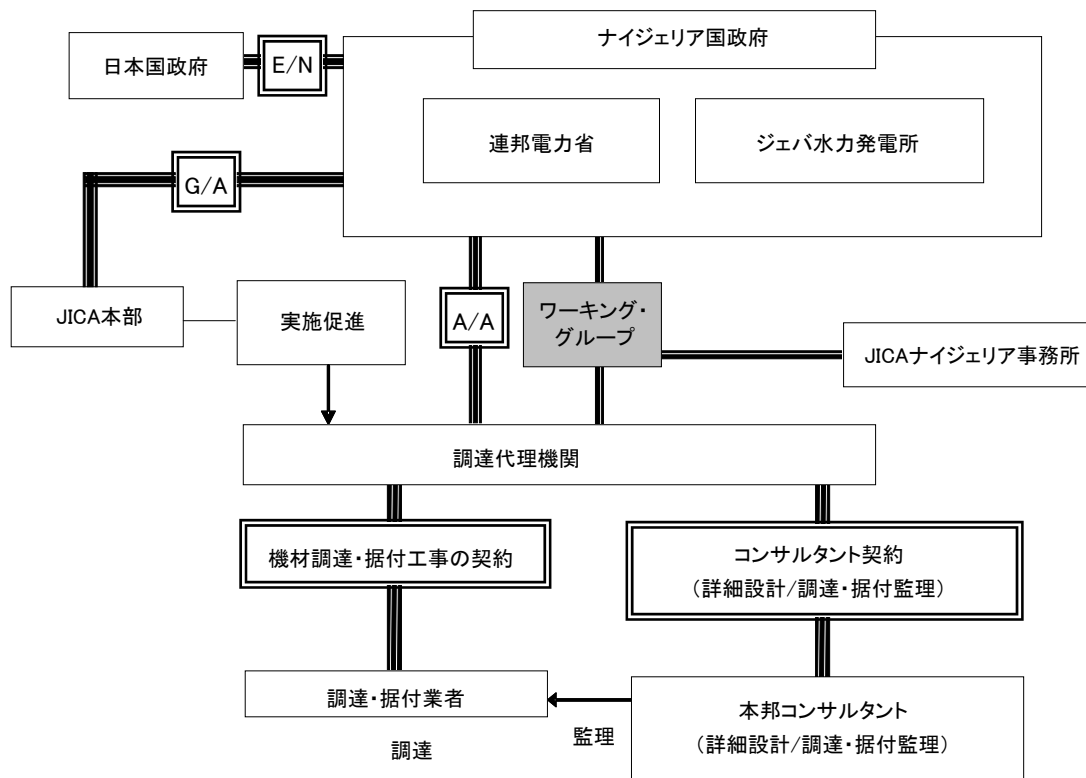 ナイジェリア国政府
日本国政府
E/N
連邦電力省
ジェバ水力発電所
G/A
JICA本部
実施促進
A/A
ワーキング・
グループ
JICAナイジェリア事務所
調達代理機関
機材調達・据付工事の契約
コンサルタント契約
（詳細設計/調達・据付監理）
調達・据付業者
本邦コンサルタント
（詳細設計/調達・据付監理）
監理
調達